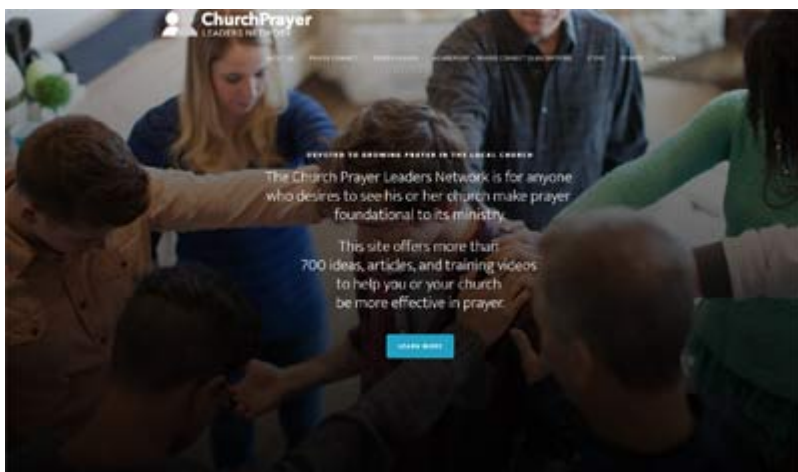 ChurchPrayer
LEADERS NETWORK
DEVOTED TO GROWING PRAYER IN THE LOCAL CHURCH
The Church Prayer Leaders Network is for anyone
who desires to see his or her church make prayer
foundational to its ministry.
This site offers more than
700 ideas, articles, and training videos
to help you or your church
be more effective in prayer.
LEARN MORE